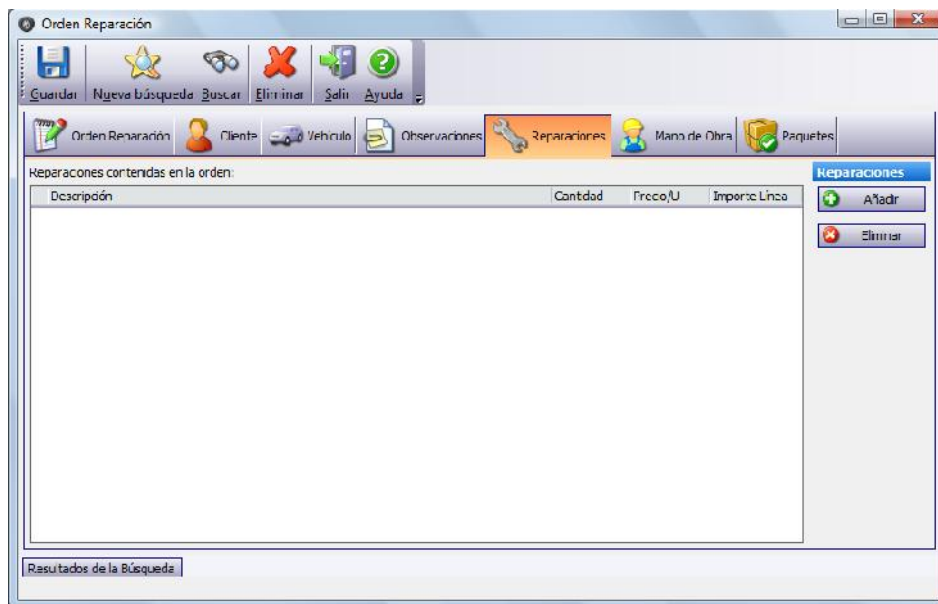 Orden Reparación
Guardar Nueva búsqueda Buscar Eliminar Salir Ayuda
Orden Reparación Cliente Vehículo Observaciones Reparaciones Mano de Obra Paquetes
Reparaciones contenidas en la orden:
Reparaciones
Descripción Cantidad Precio/U Importe Línea
Añadir
Eliminar
Resultados de la Búsqueda